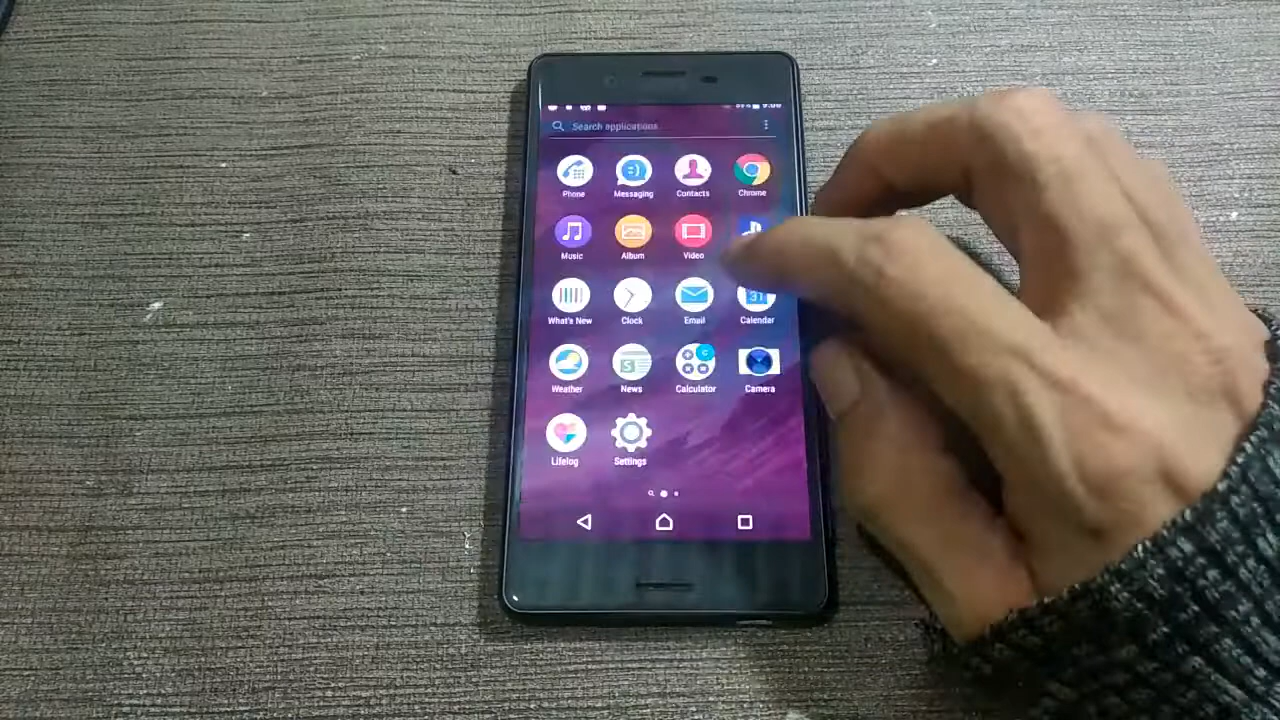 Search applications
Phone Messaging Contacts Chrome
Music Album Video
31
What's New Clock Email Calendar
S
C
Weather News Calculator Camera
Lifelog Settings